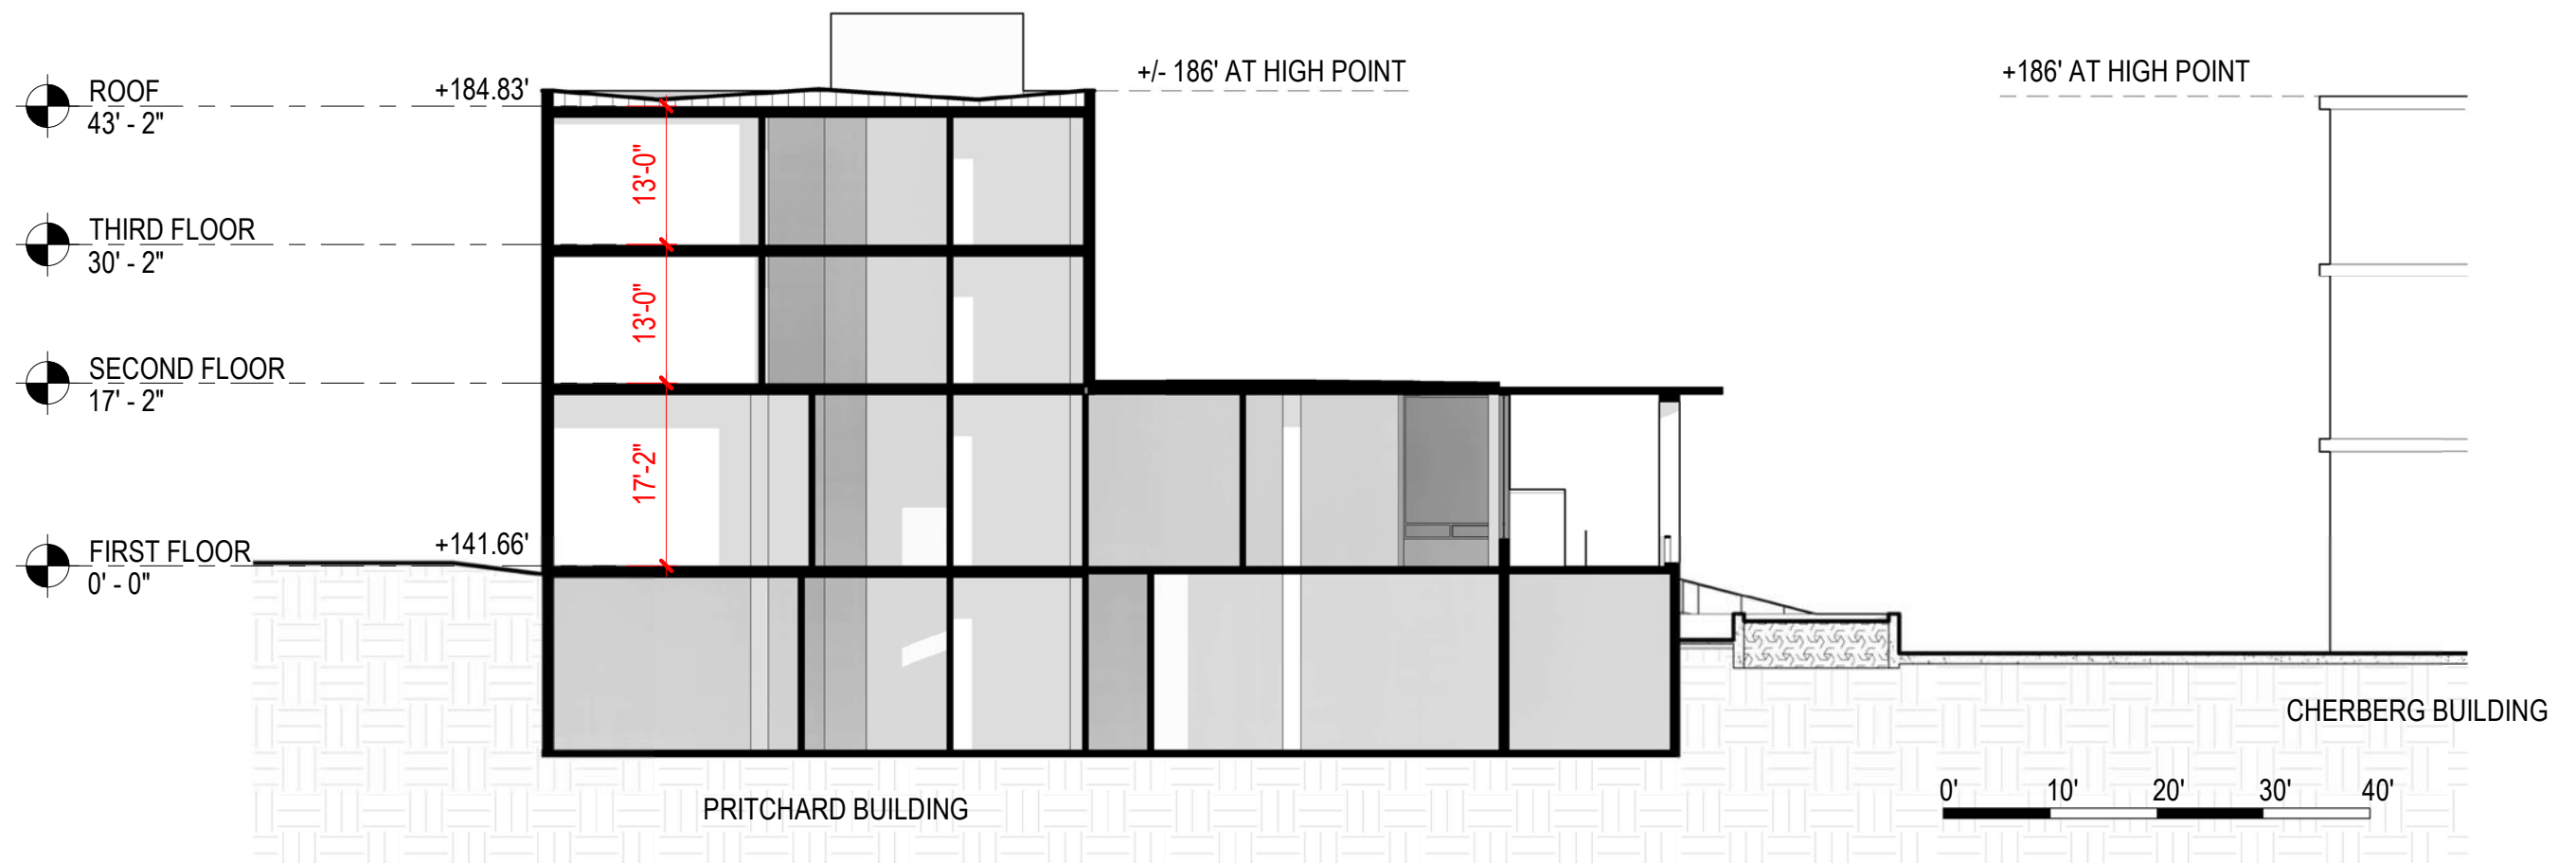 +/- 186' AT HIGH POINT
+186' AT HIGH POINT
ROOF
43' - 2"
+184.83'
13'-0"
THIRD FLOOR
30' - 2"
13'-0"
SECOND FLOOR
17' - 2"
17'-2"
FIRST FLOOR
0' - 0"
+141.66'
CHERBERG BUILDING
PRITCHARD BUILDING
0' 10' 20' 30' 40'